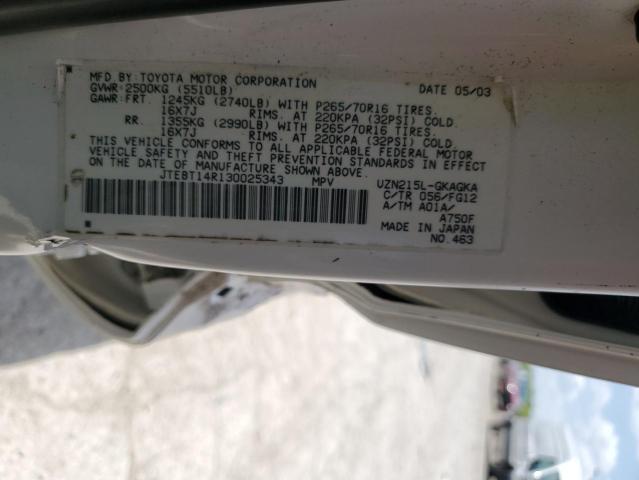 MFD BY: TOYOTA MOTOR CORPORATION DATE 05/03
GVWR: 2500KG (5510LB)
GAWR: FRT. 1245KG (2740LB) WITH P265/70R16 TIRES.
16X7J RIMS. AT 220KPA (32PSI) COLD.
RR. 1355KG (2990LB) WITH P265/70R16 TIRES.
16X7J RIMS. AT 220KPA (32PSI) COLD.
THIS VEHICLE CONFORMS TO ALL APPLICABLE FEDERAL MOTOR
VEHICLE SAFETY AND THEFT PREVENTION STANDARDS IN EFFECT
ON THE DATE OF MANUFACTURE SHOWN ABOVE.
JTEBT14R130025343 MPV UZN215L-GKAGKA
C/TR 056/FG12
A/TM A01A/
A750F
MADE IN JAPAN
NO. 463